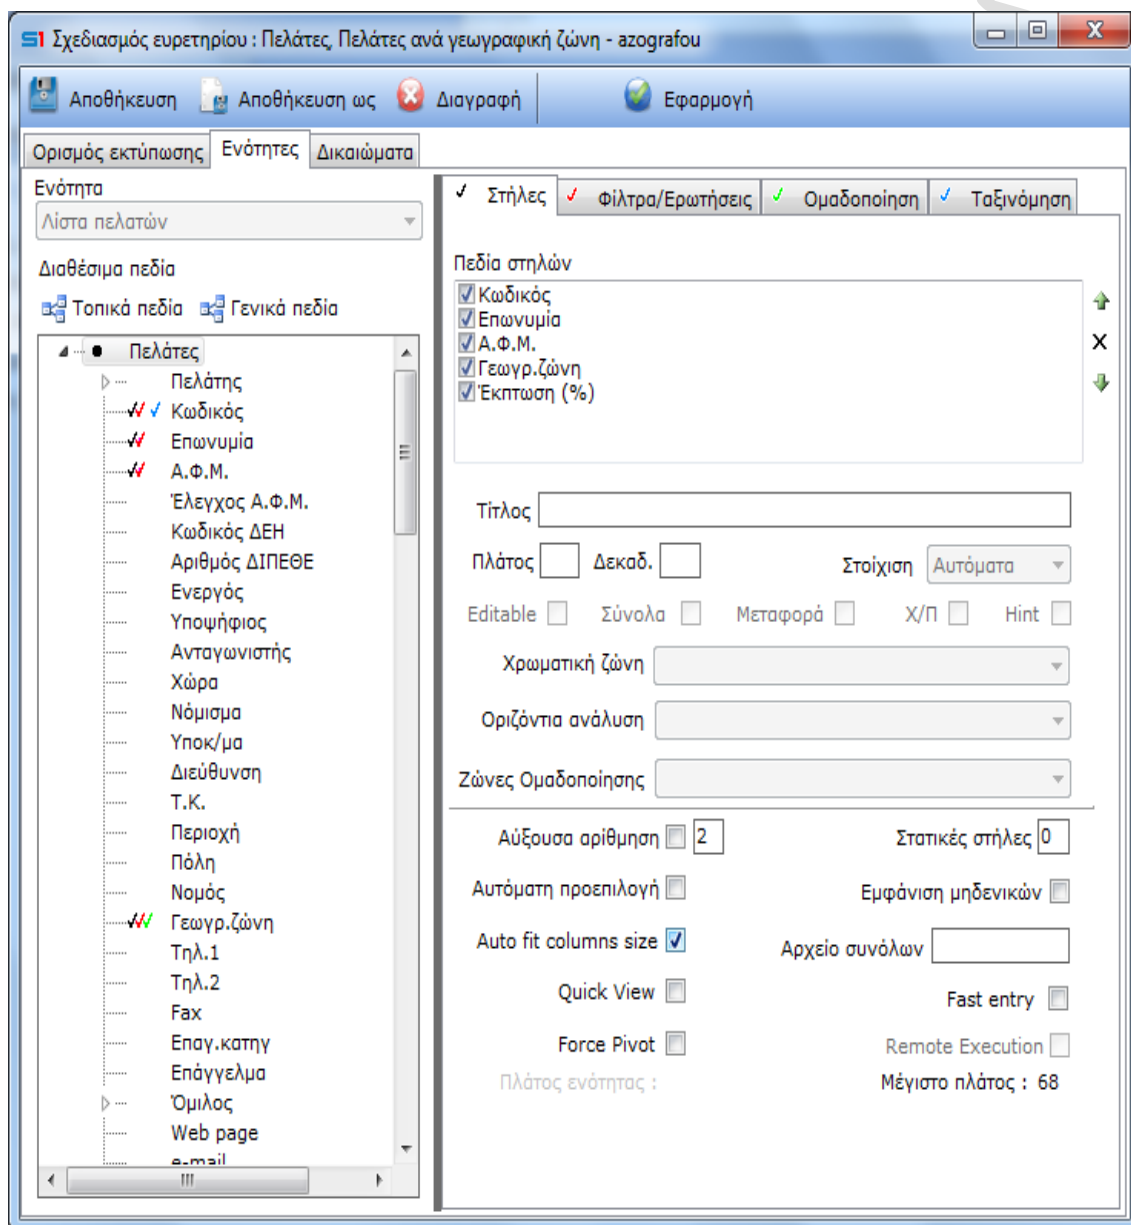 S1 Σχεδιασμός ευρετηρίου : Πελάτες, Πελάτες ανά γεωγραφική ζώνη - azografou
Αποθήκευση Αποθήκευση ως Διαγραφή Εφαρμογή
Ορισμός εκτύπωσης Ενότητες Δικαιώματα
Ενότητα
Λίστα πελατών
Διαθέσιμα πεδία
Τοπικά πεδία Γενικά πεδία
Πελάτες
Πελάτης
Κωδικός
Επωνυμία
Α.Φ.Μ.
Έλεγχος Α.Φ.Μ.
Κωδικός ΔΕΗ
Αριθμός ΔΙΠΕΘΕ
Ενεργός
Υποψήφιος
Ανταγωνιστής
Χώρα
Νόμισμα
Υποκ/μα
Διεύθυνση
Τ.Κ.
Περιοχή
Πόλη
Νομός
Γεωγρ.ζώνη
Τηλ.1
Τηλ.2
Fax
Επαγ.κατηγ
Επάγγελμα
Όμιλος
Web page
e-mail
Στήλες Φίλτρα/Ερωτήσεις Ομαδοποίηση Ταξινόμηση
Πεδία στηλών
Κωδικός
Επωνυμία
Α.Φ.Μ.
Γεωγρ.ζώνη
Έκπτωση (%)
Τίτλος
Πλάτος Δεκαδ. Στοίχιση Αυτόματα
Editable Σύνολα Μεταφορά Χ/Π Hint
Χρωματική ζώνη
Οριζόντια ανάλυση
Ζώνες Ομαδοποίησης
Αύξουσα αρίθμηση 2 Στατικές στήλες 0
Αυτόματη προεπιλογή Εμφάνιση μηδενικών
Auto fit columns size Αρχείο συνόλων
Quick View Fast entry
Force Pivot Remote Execution
Πλάτος ενότητας : Μέγιστο πλάτος : 68